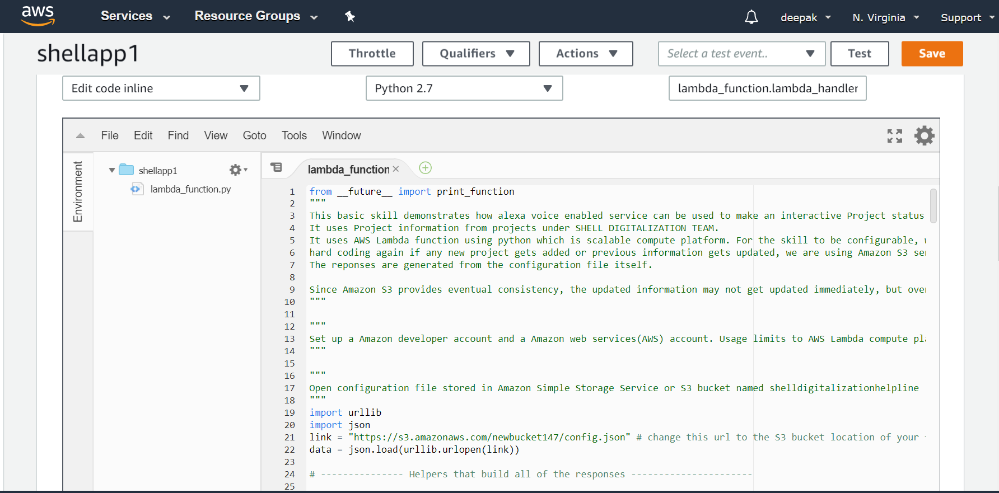 aws Services Resource Groups deepak N. Virginia Support
shellapp1 Throttle Qualifiers Actions Select a test event.. Test Save
Edit code inline Python 2.7 lambda_function.lambda_handler
File Edit Find View Goto Tools Window
Environment
shellapp1
lambda_function.py
lambda_function
1 from __future__ import print_function
2 """
3 This basic skill demonstrates how alexa voice enabled service can be used to make an interactive Project status
4 It uses Project information from projects under SHELL DIGITALIZATION TEAM.
5 It uses AWS Lambda function using python which is scalable compute platform. For the skill to be configurable,
6 hard coding again if any new project gets added or previous information gets updated, we are using Amazon S3
7 The reponses are generated from the configuration file itself.
8
9 Since Amazon S3 provides eventual consistency, the updated information may not get updated immediately, but
10 """
11
12 """
13 Set up a Amazon developer account and a Amazon web services(AWS) account. Usage limits to AWS Lambda compute
14 """
15
16 """
17 Open configuration file stored in Amazon Simple Storage Service or S3 bucket named shelldigitalizationhelpline
18 """
19 import urllib
20 import json
21 link = "https://s3.amazonaws.com/newbucket147/config.json" # change this url to the S3 bucket location of your
22 data = json.load(urllib.urlopen(link))
23
24 # --------------- Helpers that build all of the responses ----------------------
25